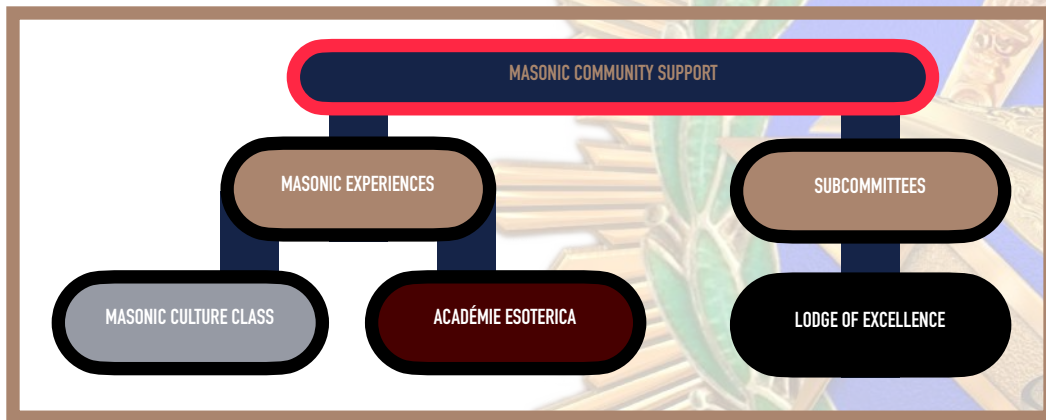 MASONIC COMMUNITY SUPPORT
MASONIC EXPERIENCES
SUBCOMMITTEES
MASONIC CULTURE CLASS
ACADÉMIE ESOTERICA
LODGE OF EXCELLENCE